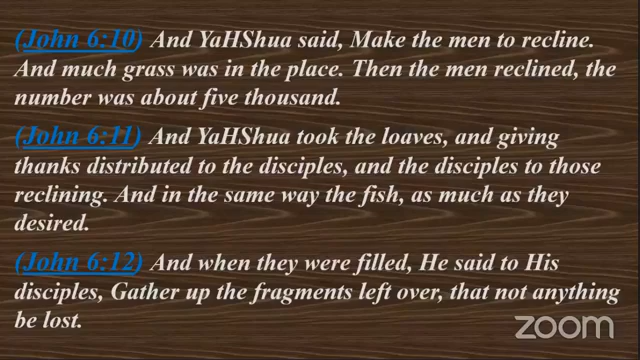 (John 6:10) And YaHShua said, Make the men to recline.
And much grass was in the place. Then the men reclined, the
number was about five thousand.
(John 6:11) And YaHShua took the loaves, and giving
thanks distributed to the disciples, and the disciples to those
reclining. And in the same way the fish, as much as they
desired.
(John 6:12) And when they were filled, He said to His
disciples, Gather up the fragments left over, that not anything
be lost.
zoom